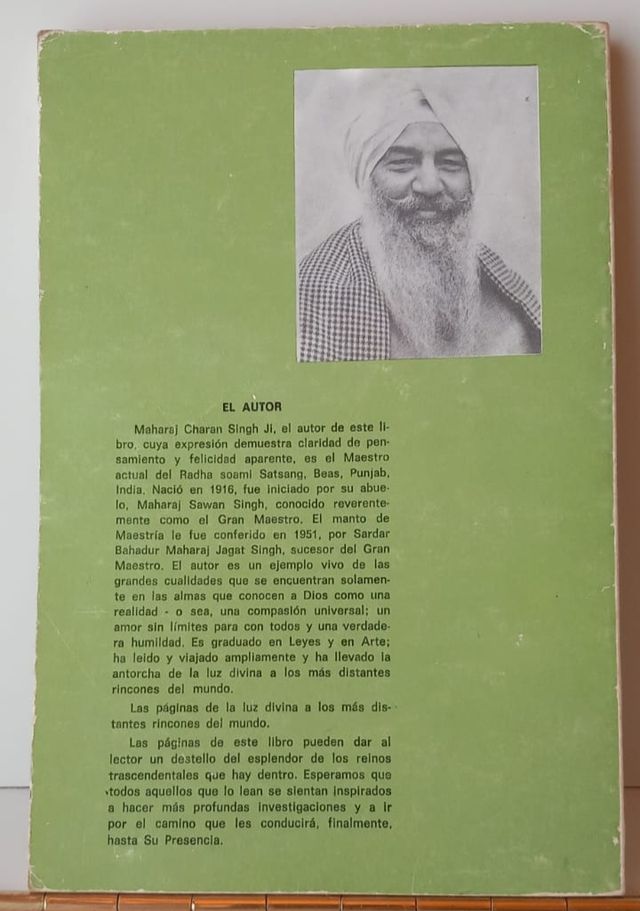 EL AUTOR
Maharaj Charan Singh Ji, el autor de este li-
bro, cuya expresión demuestra claridad de pen-
samiento y felicidad aparente, es el Maestro
actual del Radha soami Satsang, Beas, Punjab,
India. Nació en 1916, fue iniciado por su abue-
lo, Maharaj Sawan Singh, conocido reverente-
mente como el Gran Maestro. El manto de
Maestría le fue conferido en 1951, por Sardar
Bahadur Maharaj Jagat Singh, sucesor del Gran
Maestro. El autor es un ejemplo vivo de las
grandes cualidades que se encuentran solamen-
te en las almas que conocen a Dios como una
realidad - o sea, una compasión universal; un
amor sin límites para con todos y una verdade-
ra humildad. Es graduado en Leyes y en Arte;
ha leido y viajado ampliamente y ha llevado la
antorcha de la luz divina a los más distantes
rincones del mundo.
Las páginas de la luz divina a los más dis-
tantes rincones del mundo.
Las páginas de este libro pueden dar al
lector un destello del esplendor de los reinos
trascendentales que hay dentro. Esperamos que
todos aquellos que lo lean se sientan inspirados
a hacer más profundas investigaciones y a ir
por el camino que les conducirá, finalmente,
hasta Su Presencia.